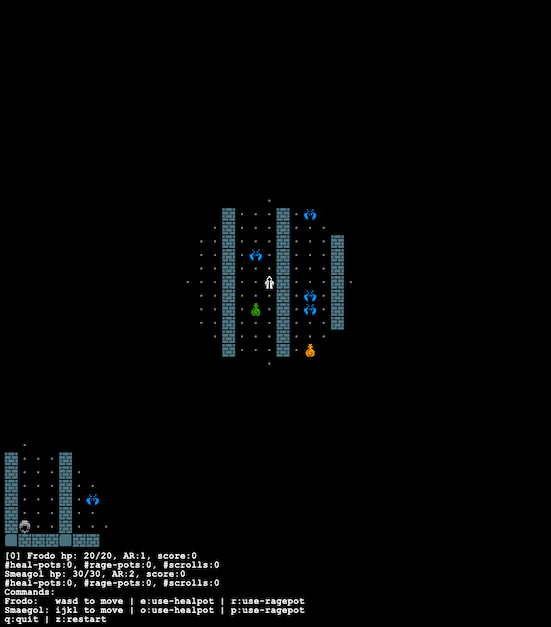 [0] Frodo hp: 20/20, AR:1, score:0
#heal-pots:0, #rage-pots:0, #scrolls:0
Smeagol hp: 30/30, AR:2, score:0
#heal-pots:0, #rage-pots:0, #scrolls:0
Commands:
Frodo: wasd to move | e:use-healpot | r:use-ragepot
Smaegol: ijkl to move | o:use-healpot | p:use-ragepot
q:quit | z:restart